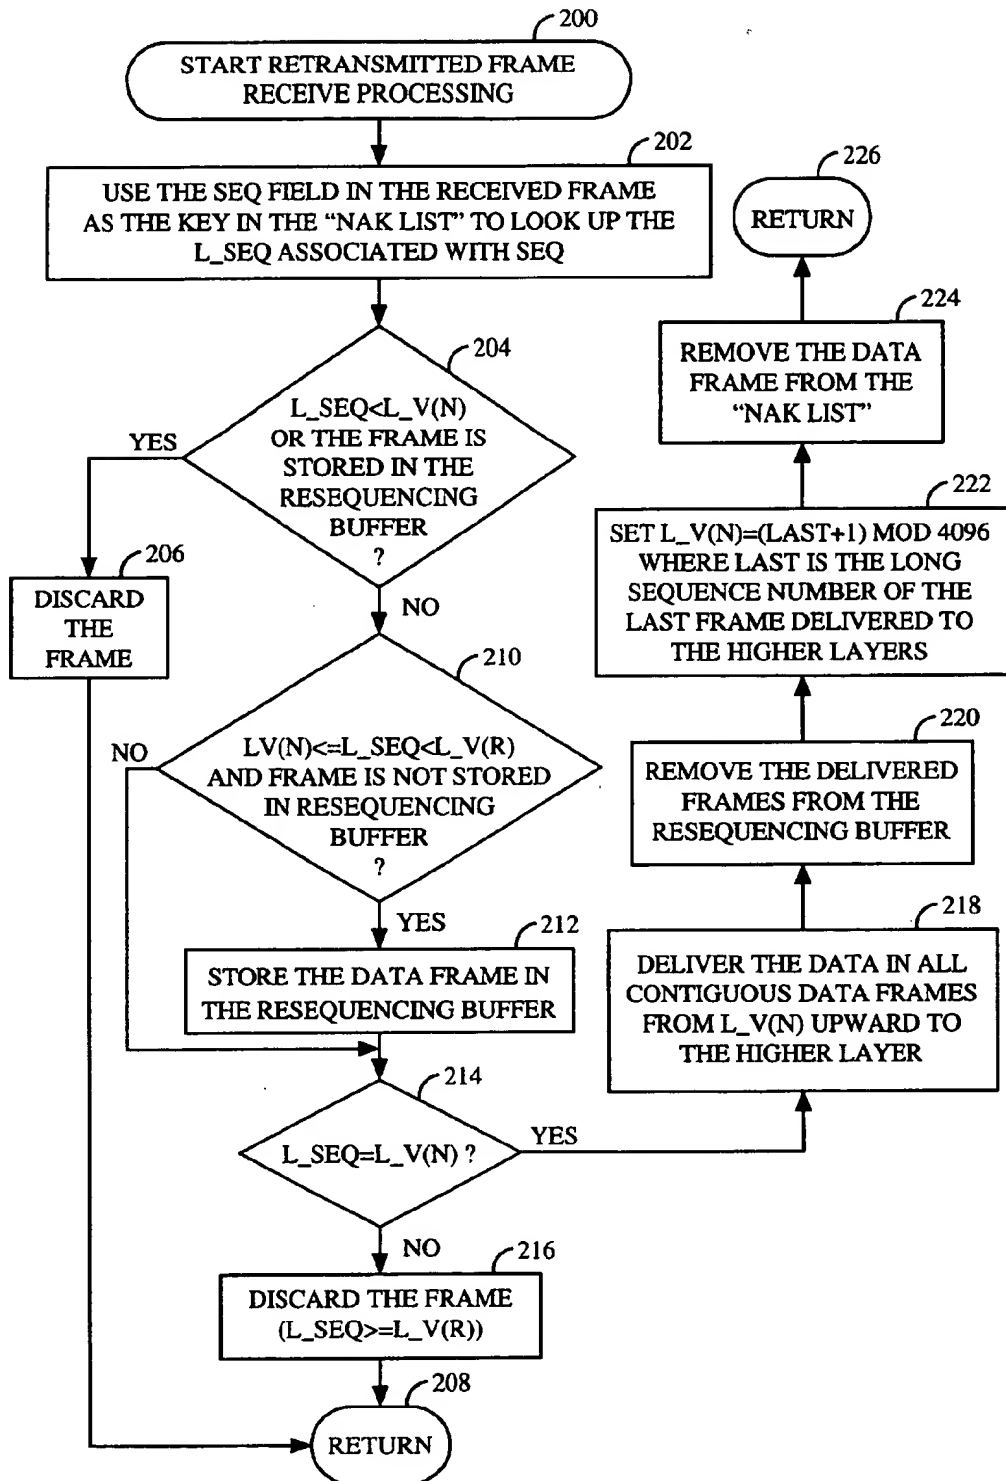 200
START RETRANSMITTED FRAME
RECEIVE PROCESSING
202
USE THE SEQ FIELD IN THE RECEIVED FRAME
AS THE KEY IN THE “NAK LIST” TO LOOK UP THE
L_SEQ ASSOCIATED WITH SEQ
204
L_SEQ<L_V(N)
OR THE FRAME IS
STORED IN THE
RESEQUENCING
BUFFER
?
YES
NO
206
DISCARD
THE
FRAME
210
LV(N)<=L_SEQ<L_V(R)
AND FRAME IS NOT STORED
IN RESEQUENCING
BUFFER
?
NO
YES
212
STORE THE DATA FRAME IN
THE RESEQUENCING BUFFER
214
L_SEQ=L_V(N) ?
YES
NO
216
DISCARD THE FRAME
(L_SEQ>=L_V(R))
208
RETURN
226
RETURN
224
REMOVE THE DATA
FRAME FROM THE
“NAK LIST”
222
SET L_V(N)=(LAST+1) MOD 4096
WHERE LAST IS THE LONG
SEQUENCE NUMBER OF THE
LAST FRAME DELIVERED TO
THE HIGHER LAYERS
220
REMOVE THE DELIVERED
FRAMES FROM THE
RESEQUENCING BUFFER
218
DELIVER THE DATA IN ALL
CONTIGUOUS DATA FRAMES
FROM L_V(N) UPWARD TO
THE HIGHER LAYER